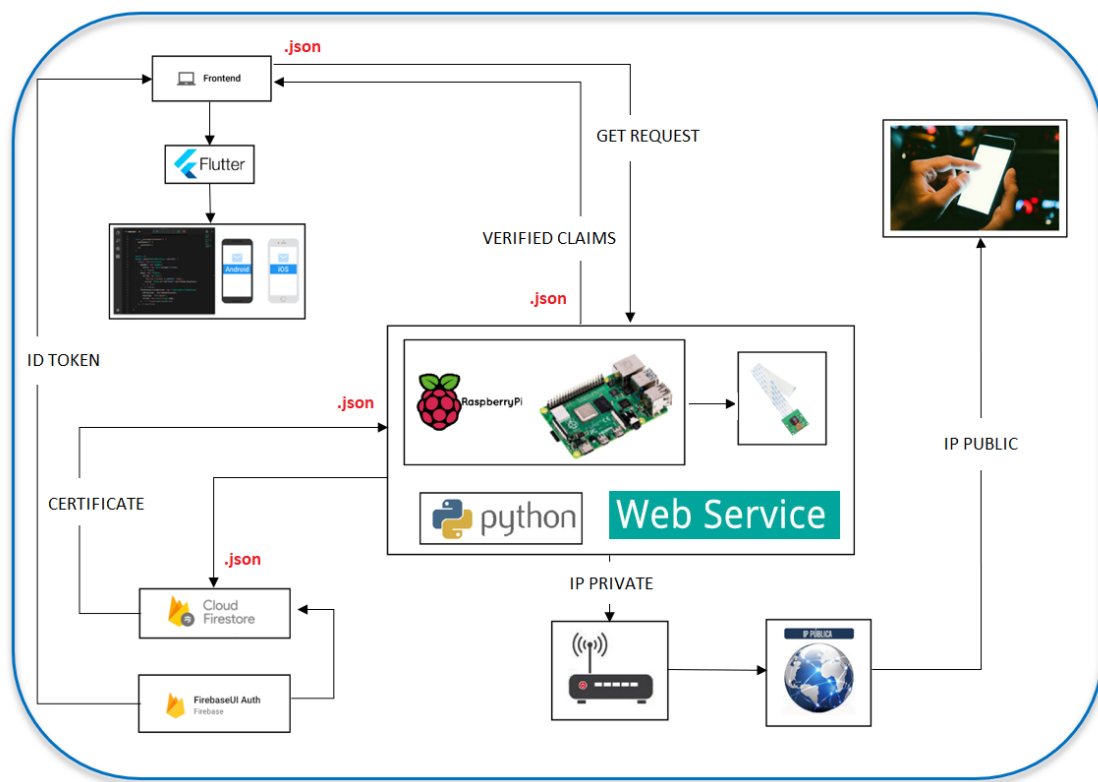 .json
Frontend
GET REQUEST
Flutter
VERIFIED CLAIMS
Android
iOS
.json
ID TOKEN
RaspberryPi
.json
IP PUBLIC
CERTIFICATE
python
Web Service
.json
IP PRIVATE
Cloud
Firestore
IP PÚBLICA
FirebaseUI Auth
Firebase